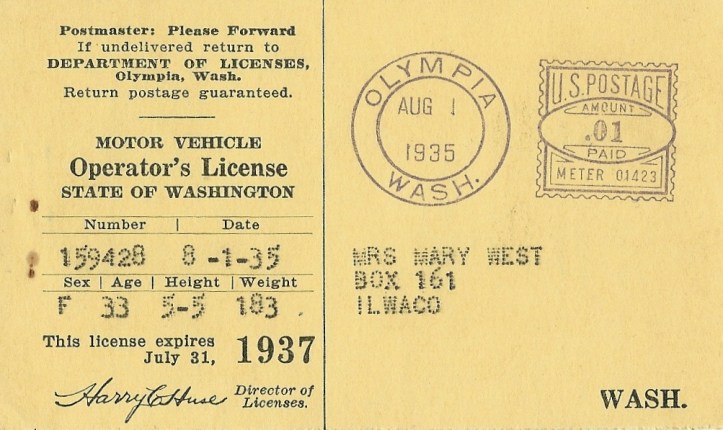 Postmaster: Please Forward
If undelivered return to
DEPARTMENT OF LICENSES,
Olympia, Wash.
Return postage guaranteed.
MOTOR VEHICLE
Operator's License
STATE OF WASHINGTON
Number | Date
159428 8-1-35
Sex | Age | Height | Weight
F 33 5-5 183
This license expires
July 31, 1937
Harry C Huse Director of
Licenses.
OLYMPIA
AUG 1
1935
WASH.
U.S. POSTAGE
AMOUNT
.01
PAID
METER 01423
MRS MARY WEST
BOX 161
ILWACO
WASH.